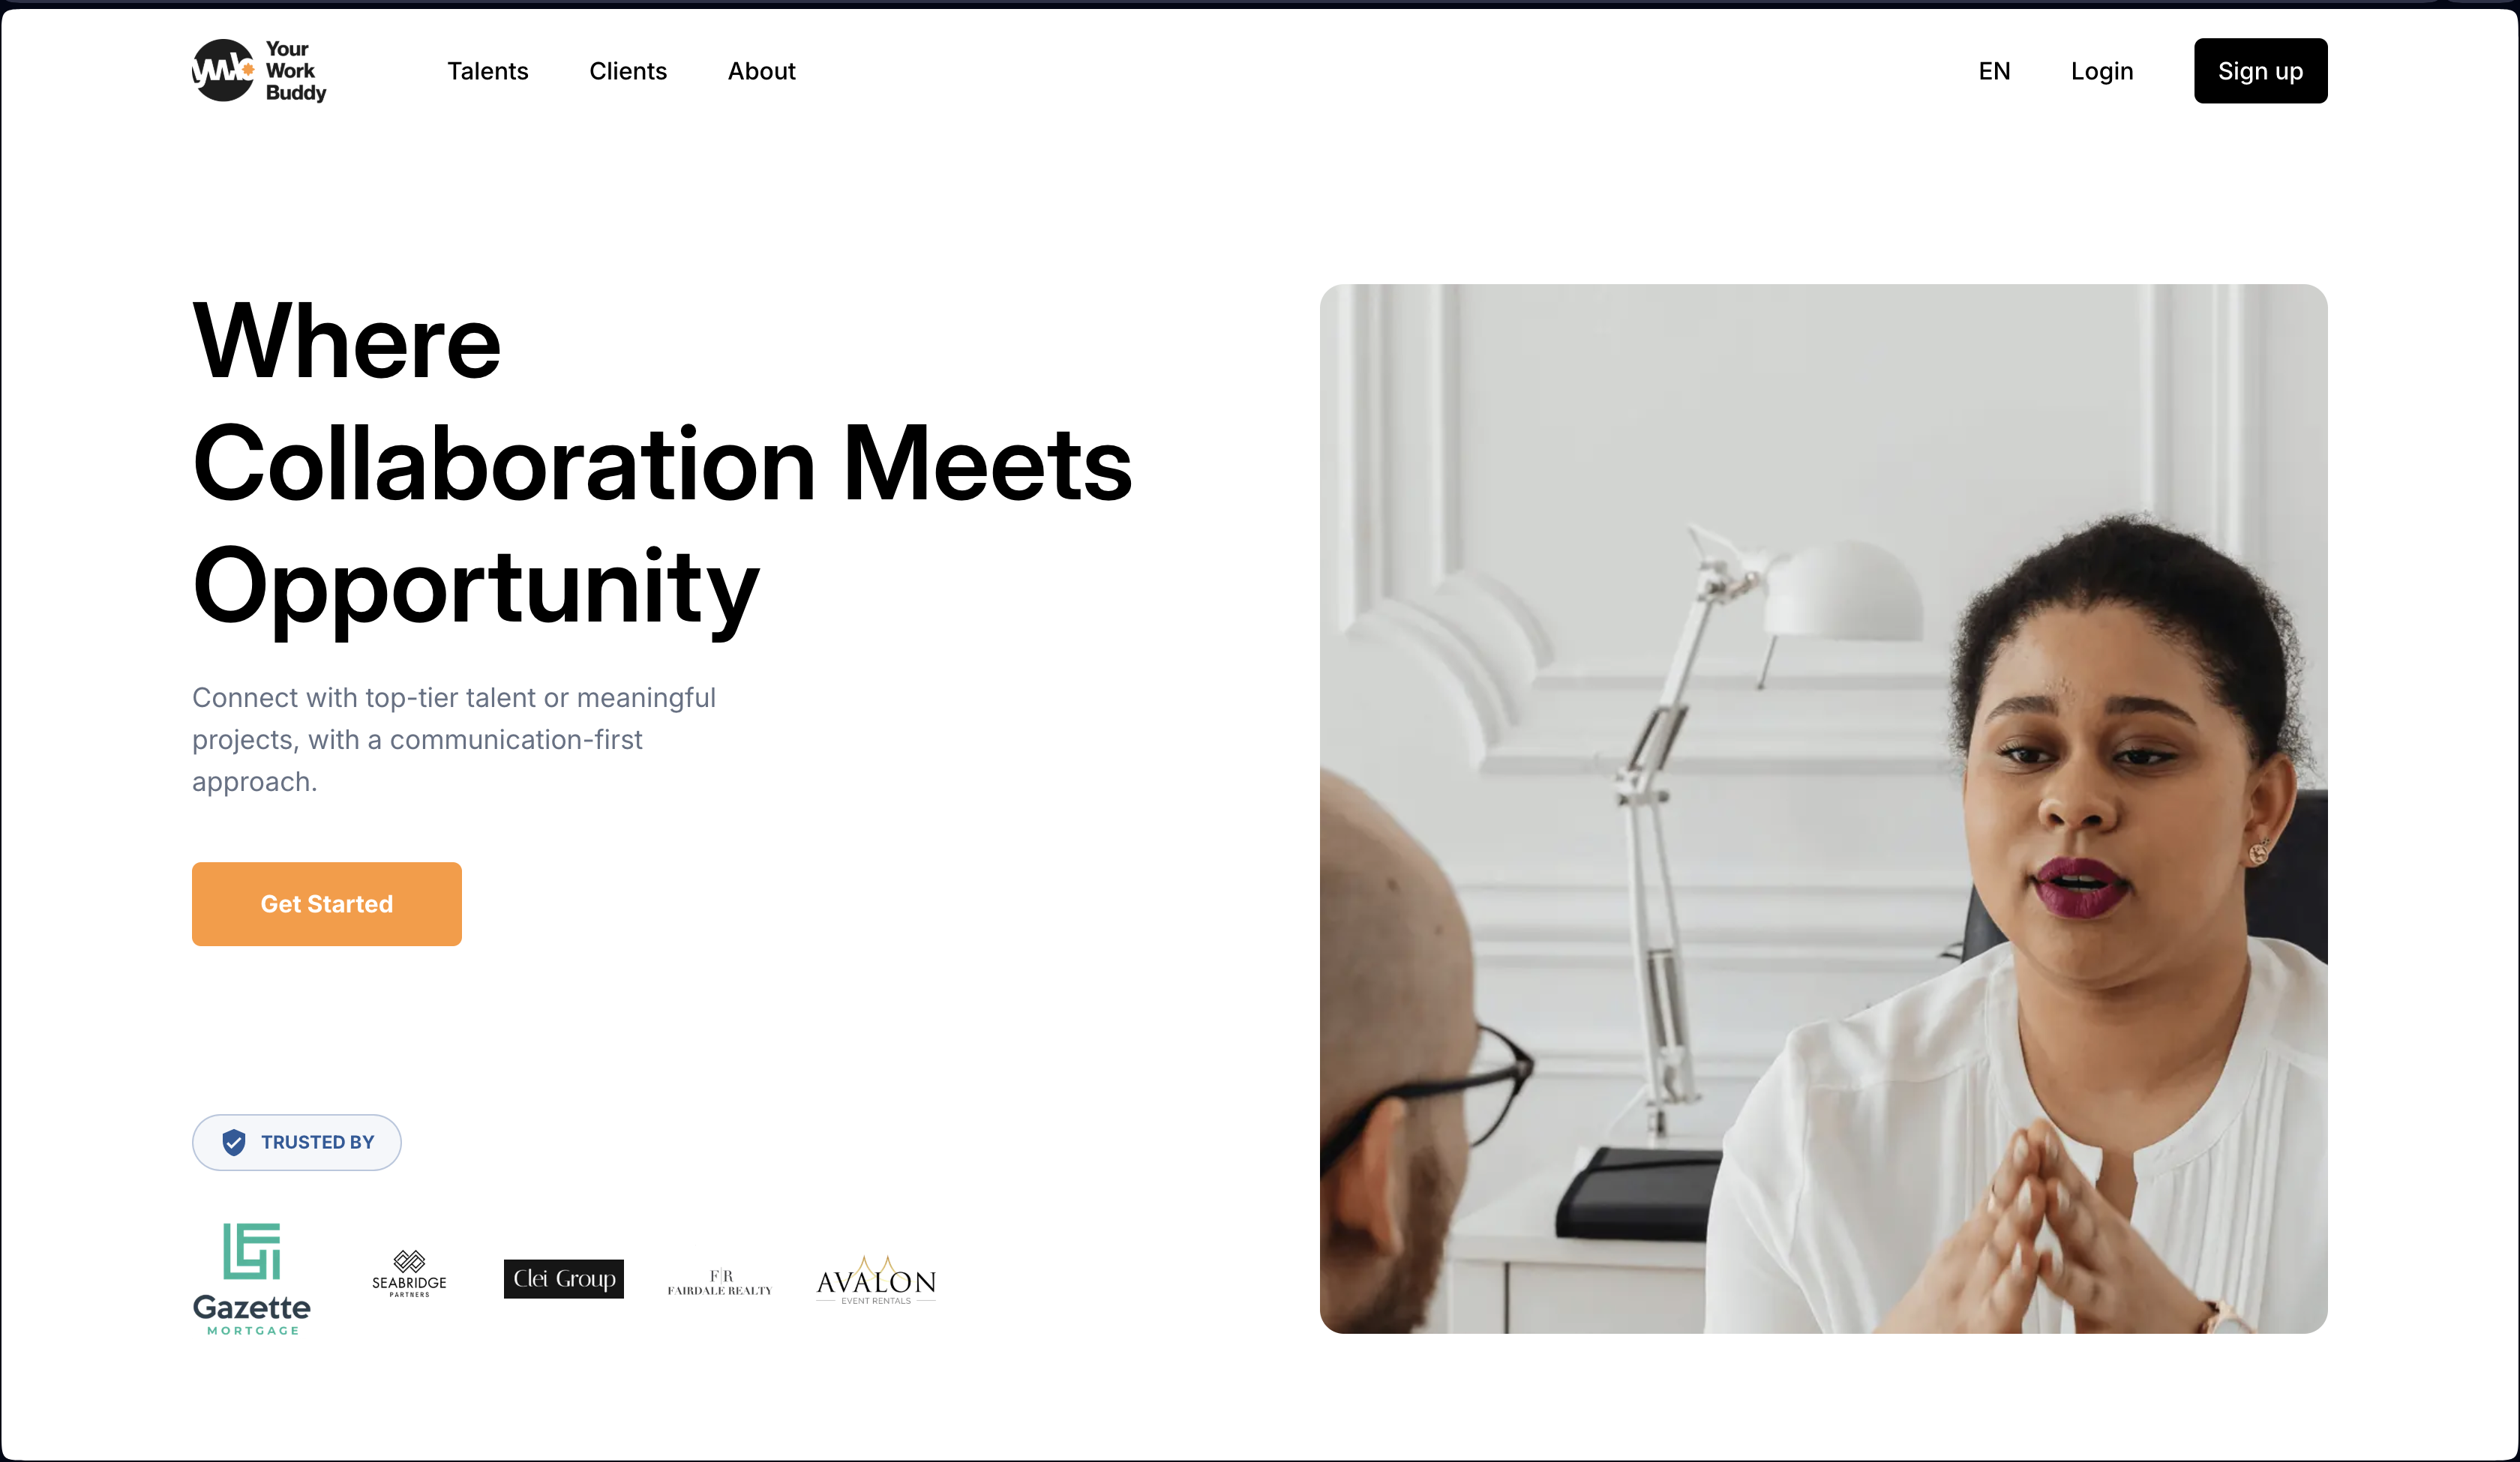 Your
Work
Buddy
Talents
Clients
About
EN
Login
Sign up
Where
Collaboration Meets
Opportunity
Connect with top-tier talent or meaningful
projects, with a communication-first
approach.
Get Started
TRUSTED BY
Gazette
MORTGAGE
SEABRIDGE
PARTNERS
Clei Group
F|R
FAIRDALE REALTY
AVALON
EVENT RENTALS